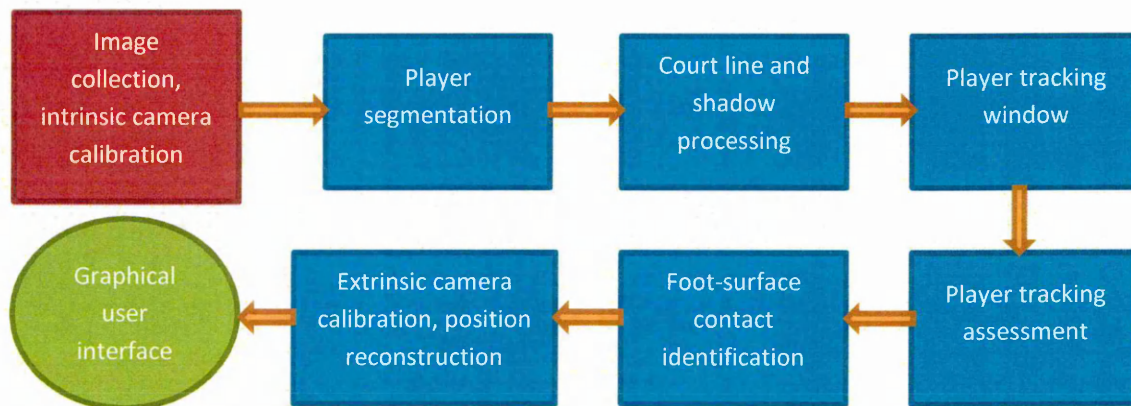 Image
collection,
intrinsic camera
calibration
Player
segmentation
Court line and
shadow
processing
Player tracking
window
Player tracking
assessment
Foot-surface
contact
identification
Extrinsic camera
calibration, position
reconstruction
Graphical
user
interface